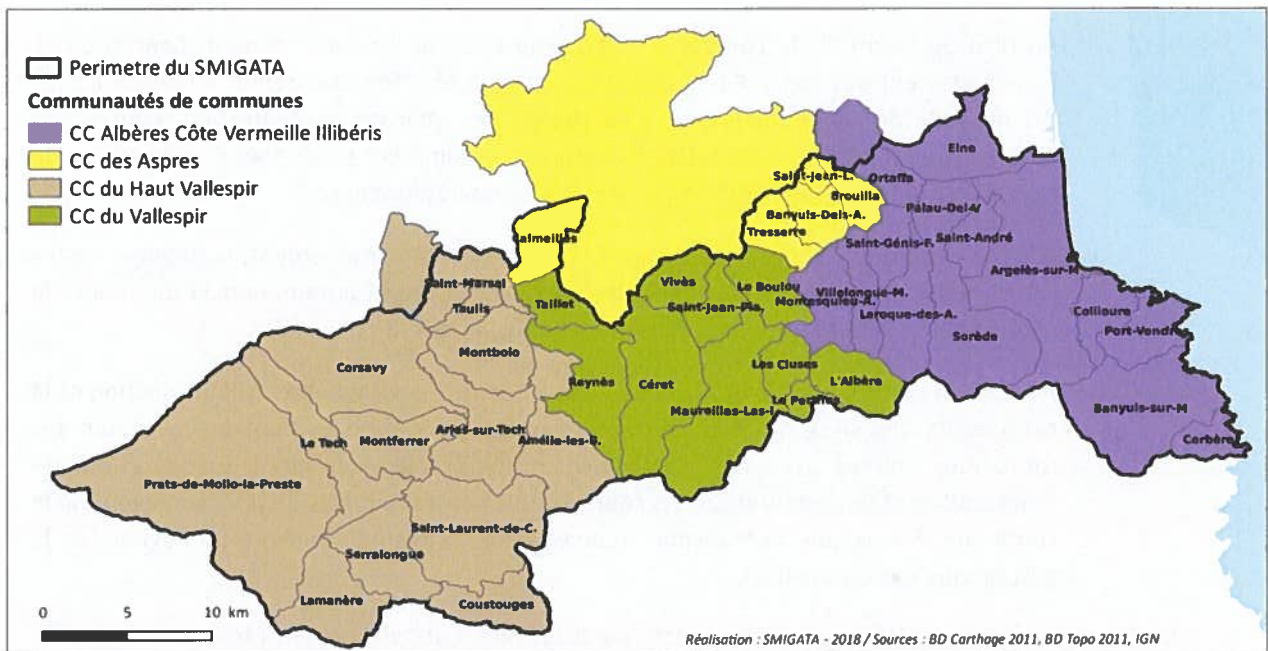 Perimetre du SMIGATA
Communautés de communes
CC Albères Côte Vermeille Illibéris
CC des Aspres
CC du Haut Vallespir
CC du Vallespir
Elne
Ortaffa
Saint-Jean-L.
Brouilla
Palau-Del-V
Banyuls-Dels-A.
Tresserre
Saint-Génis-F.
Saint-André
Calmeilles
Argelès-sur-M
Saint-Marsal
Taillet
Vivès
Le Boulou
Villelongue-M.
Taulis
Saint-Jean-Pla.
Montesquieu-A.
Laroque-des-A.
Collioure
Port-Vendres
Sorède
Montbolo
Corsavy
Les Cluses
L'Albère
Reynès
Céret
Le Perthus
Maureillas-Las-I.
Banyuls-sur-M
Arles-sur-Tech
Amélie-les-B.
Le Tech
Montferrer
Cerbère
Prats-de-Mollo-la-Preste
Saint-Laurent-de-C.
Serralongue
Lamanère
Coustouges
0 5 10 km
Réalisation : SMIGATA - 2018 / Sources : BD Carthage 2011, BD Topo 2011, IGN